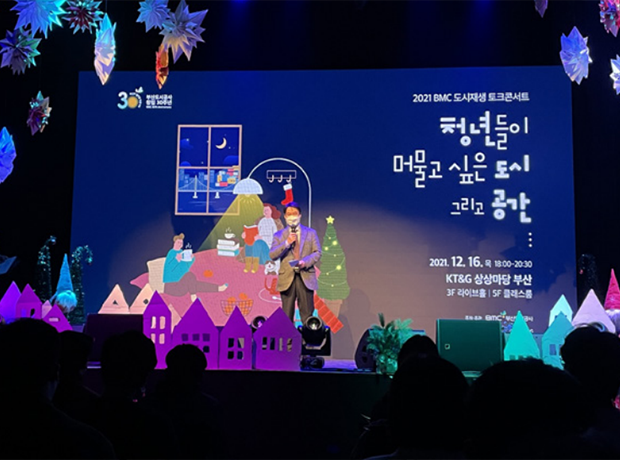 30
부산도시공사
창립 30주년
2021 BMC 도시재생 토크콘서트
청년들이
머물고 싶은 도시
그리고 공간
⋮
2021. 12. 16. 목 18:00-20:30
KT&G 상상마당 부산
3F 라이브홀 | 5F 클래스룸
BMC 부산도시공사